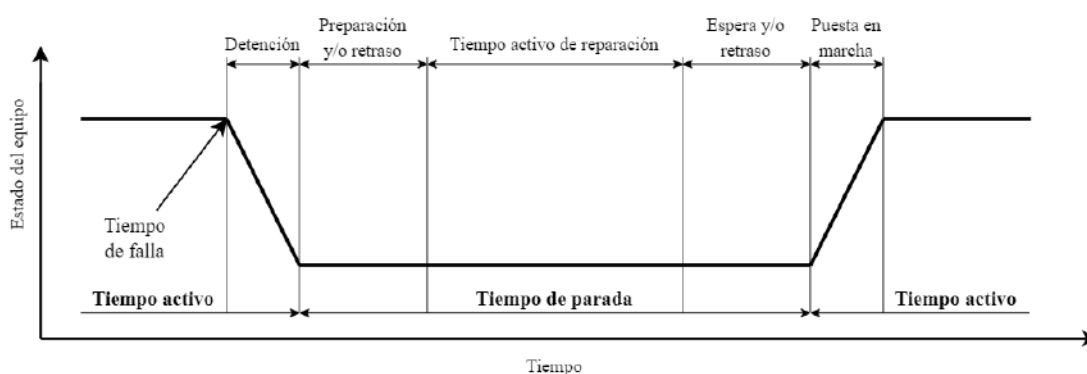 Detención
Preparación
y/o retraso
Tiempo activo de reparación
Espera y/o
retraso
Puesta en
marcha
Estado del equipo
Tiempo
de falla
Tiempo activo
Tiempo de parada
Tiempo activo
Tiempo